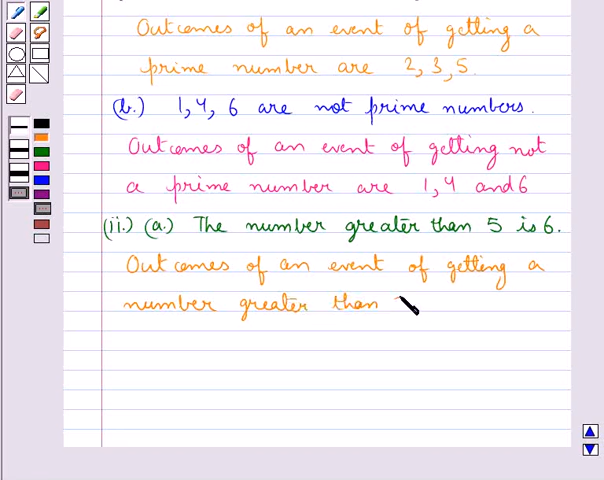 Outcomes of an event of getting a
prime number are 2, 3, 5.
(b.) 1, 4, 6 are not prime numbers.
Outcomes of an event of getting not
a prime number are 1, 4 and 6
(ii.) (a.) The number greater than 5 is 6.
Outcomes of an event of getting a
number greater than